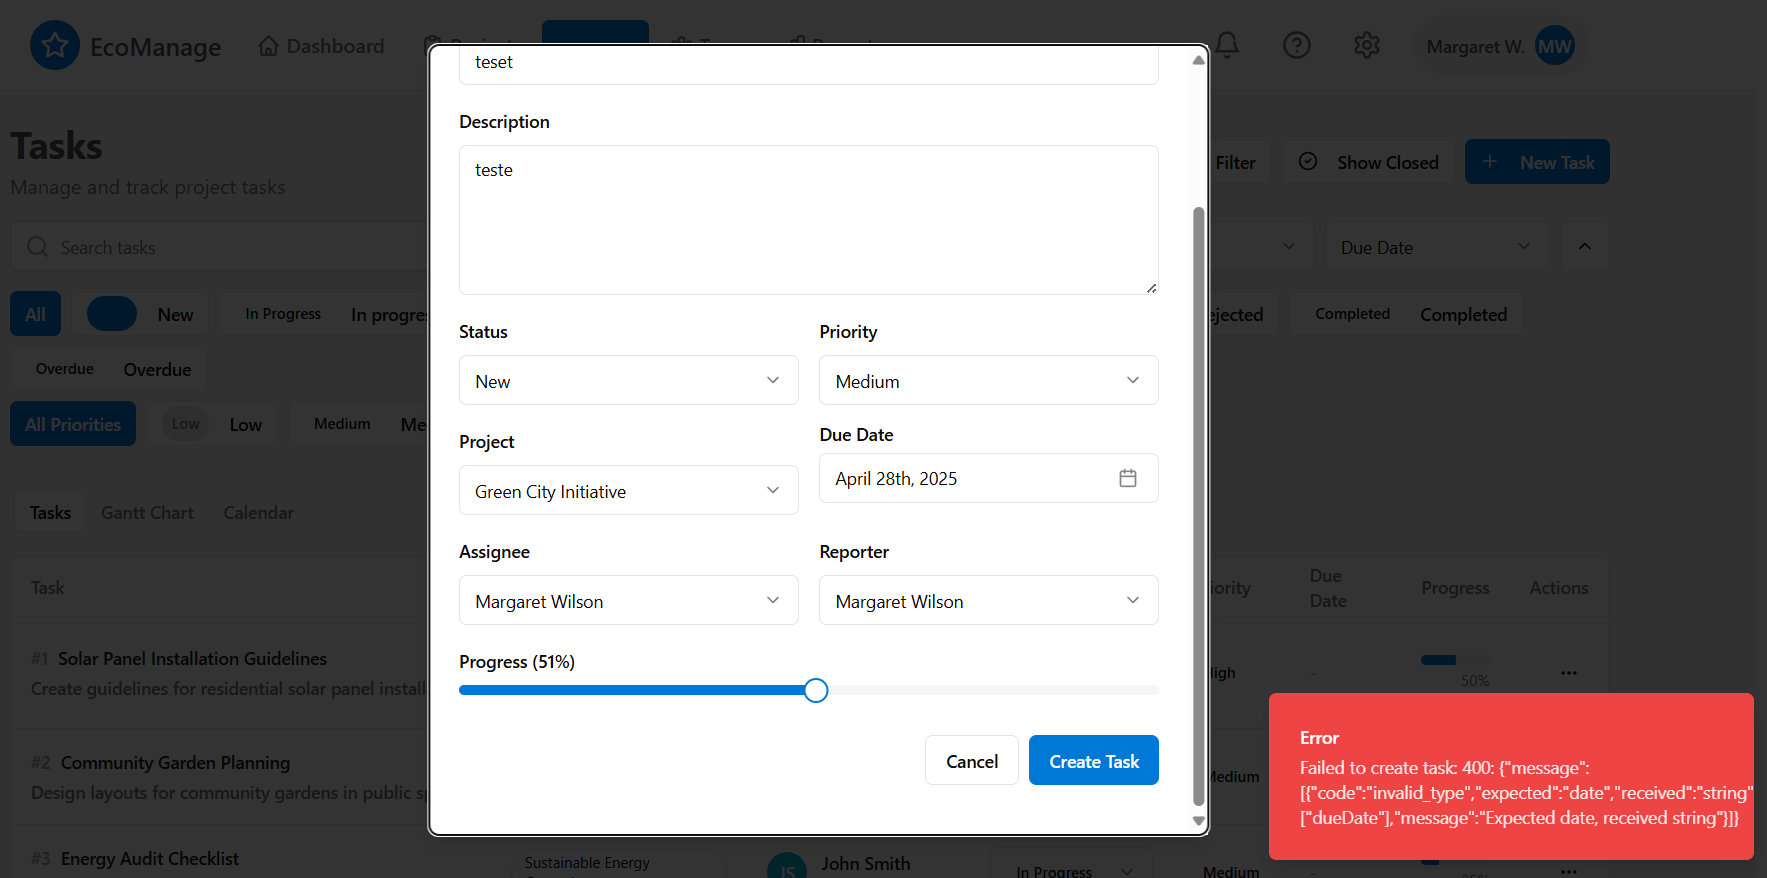 EcoManage
Dashboard
Margaret W.
MW
teset
Tasks
Manage and track project tasks
Description
teste
Filter
Show Closed
New Task
Search tasks
Due Date
All
New
In Progress
In progres
ejected
Completed
Completed
Overdue
Overdue
All Priorities
Low
Low
Medium
Me
Status
Priority
New
Medium
Project
Due Date
Green City Initiative
April 28th, 2025
Tasks
Gantt Chart
Calendar
Assignee
Reporter
Margaret Wilson
Margaret Wilson
Task
iority
Due
Date
Progress
Actions
Progress (51%)
#1 Solar Panel Installation Guidelines
Create guidelines for residential solar panel install
igh
-
50%
···
Cancel
Create Task
#2 Community Garden Planning
Design layouts for community gardens in public sp
Medium
Error
Failed to create task: 400: {"message":
[{"code":"invalid_type","expected":"date","received":"string"
["dueDate"],"message":"Expected date, received string"}]}
#3 Energy Audit Checklist
Sustainable Energy
JS
John Smith
In Progress
Medium